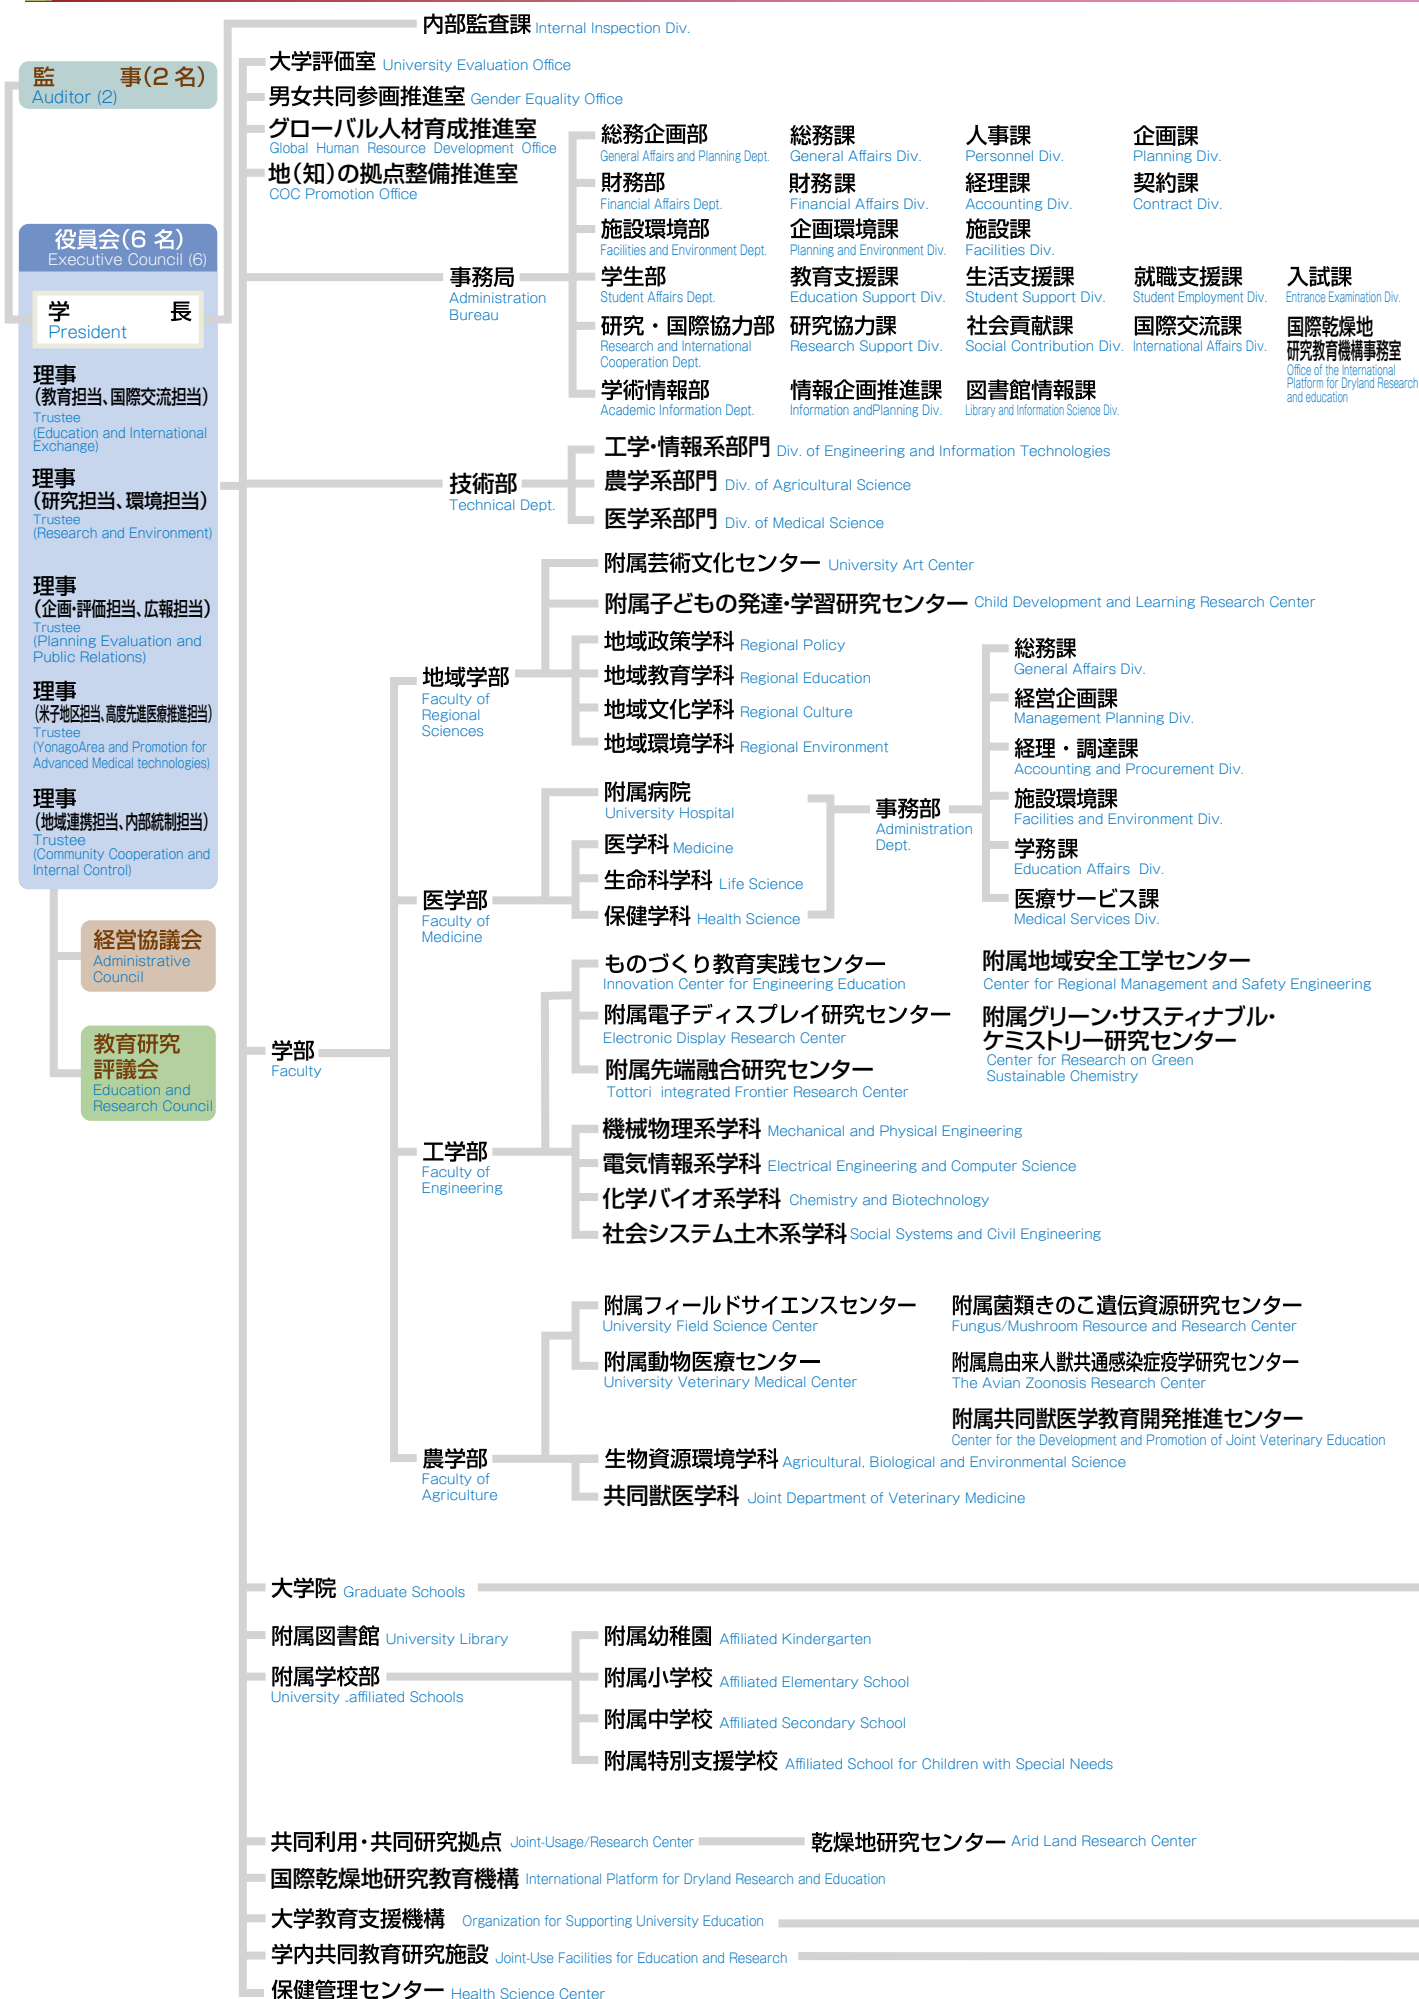 内部監査課 Internal Inspection Div.
大学評価室 University Evaluation Office
監 事(2 名)
Auditor (2)
男女共同参画推進室 Gender Equality Office
グローバル人材育成推進室
Global Human Resource Development Office
地(知)の拠点整備推進室
COC Promotion Office
役員会(6 名)
Executive Council (6)
学 長
President
理事
(教育担当、国際交流担当)
Trustee
(Education and International
Exchange)
理事
(研究担当、環境担当)
Trustee
(Research and Environment)
理事
(企画・評価担当、広報担当)
Trustee
(Planning Evaluation and
Public Relations)
理事
(米子地区担当、高度先進医療推進担当)
Trustee
(YonagoArea and Promotion for
Advanced Medical technologies)
理事
(地域連携担当、内部統制担当)
Trustee
(Community Cooperation and
Internal Control)
経営協議会
Administrative
Council
教育研究
評議会
Education and
Research Council
事務局
Administration
Bureau
総務企画部 総務課 人事課 企画課
General Affairs and Planning Dept. General Affairs Div. Personnel Div. Planning Div.
財務部 財務課 経理課 契約課
Financial Affairs Dept. Financial Affairs Div. Accounting Div. Contract Div.
施設環境部 企画環境課 施設課
Facilities and Environment Dept. Planning and Environment Div. Facilities Div.
学生部 教育支援課 生活支援課 就職支援課 入試課
Student Affairs Dept. Education Support Div. Student Support Div. Student Employment Div. Entrance Examination Div.
研究・国際協力部 研究協力課 社会貢献課 国際交流課 国際乾燥地
研究教育機構事務室
Research and International Research Support Div. Social Contribution Div. International Affairs Div.
Cooperation Dept.
Office of the International
Platform for Dryland Research
and education
学術情報部 情報企画推進課 図書館情報課
Academic Information Dept. Information andPlanning Div. Library and Information Science Div.
技術部
Technical Dept.
工学・情報系部門 Div. of Engineering and Information Technologies
農学系部門 Div. of Agricultural Science
医学系部門 Div. of Medical Science
学部
Faculty
地域学部
Faculty of
Regional
Sciences
附属芸術文化センター University Art Center
附属子どもの発達・学習研究センター Child Development and Learning Research Center
地域政策学科 Regional Policy
地域教育学科 Regional Education
地域文化学科 Regional Culture
地域環境学科 Regional Environment
医学部
Faculty of
Medicine
附属病院
University Hospital
医学科 Medicine
生命科学科 Life Science
保健学科 Health Science
事務部
Administration
Dept.
総務課
General Affairs Div.
経営企画課
Management Planning Div.
経理・調達課
Accounting and Procurement Div.
施設環境課
Facilities and Environment Div.
学務課
Education Affairs Div.
医療サービス課
Medical Services Div.
工学部
Faculty of
Engineering
ものづくり教育実践センター 附属地域安全工学センター
Innovation Center for Engineering Education Center for Regional Management and Safety Engineering
附属電子ディスプレイ研究センター 附属グリーン・サスティナブル・
ケミストリー研究センター
Electronic Display Research Center Center for Research on Green
Sustainable Chemistry
附属先端融合研究センター
Tottori integrated Frontier Research Center
機械物理系学科 Mechanical and Physical Engineering
電気情報系学科 Electrical Engineering and Computer Science
化学バイオ系学科 Chemistry and Biotechnology
社会システム土木系学科 Social Systems and Civil Engineering
農学部
Faculty of
Agriculture
附属フィールドサイエンスセンター 附属菌類きのこ遺伝資源研究センター
University Field Science Center Fungus/Mushroom Resource and Research Center
附属動物医療センター 附属鳥由来人獣共通感染症疫学研究センター
University Veterinary Medical Center The Avian Zoonosis Research Center
附属共同獣医学教育開発推進センター
Center for the Development and Promotion of Joint Veterinary Education
生物資源環境学科 Agricultural, Biological and Environmental Science
共同獣医学科 Joint Department of Veterinary Medicine
大学院 Graduate Schools
附属図書館 University Library
附属学校部
University -affiliated Schools
附属幼稚園 Affiliated Kindergarten
附属小学校 Affiliated Elementary School
附属中学校 Affiliated Secondary School
附属特別支援学校 Affiliated School for Children with Special Needs
共同利用・共同研究拠点 Joint-Usage/Research Center 乾燥地研究センター Arid Land Research Center
国際乾燥地研究教育機構 International Platform for Dryland Research and Education
大学教育支援機構 Organization for Supporting University Education
学内共同教育研究施設 Joint-Use Facilities for Education and Research
保健管理センター Health Science Center